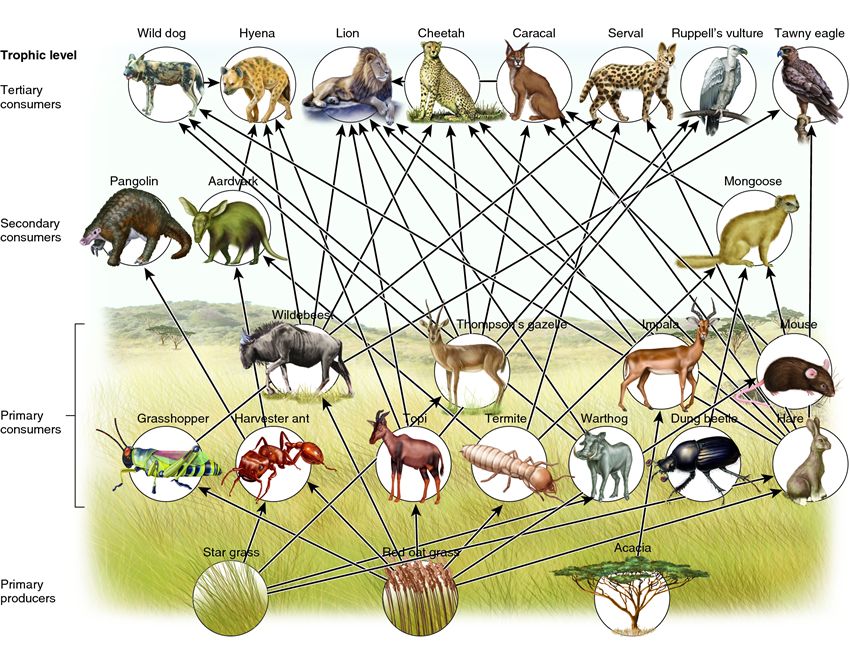 Wild dog
Hyena
Lion
Cheetah
Caracal
Serval
Ruppell's vulture
Tawny eagle
Trophic level
Tertiary
consumers
Pangolin
Aardvark
Mongoose
Secondary
consumers
Wildebeest
Thompson's gazelle
Impala
Mouse
Primary
consumers
Grasshopper
Harvester ant
Topi
Termite
Warthog
Dung beetle
Hare
Star grass
Red oat grass
Acacia
Primary
producers